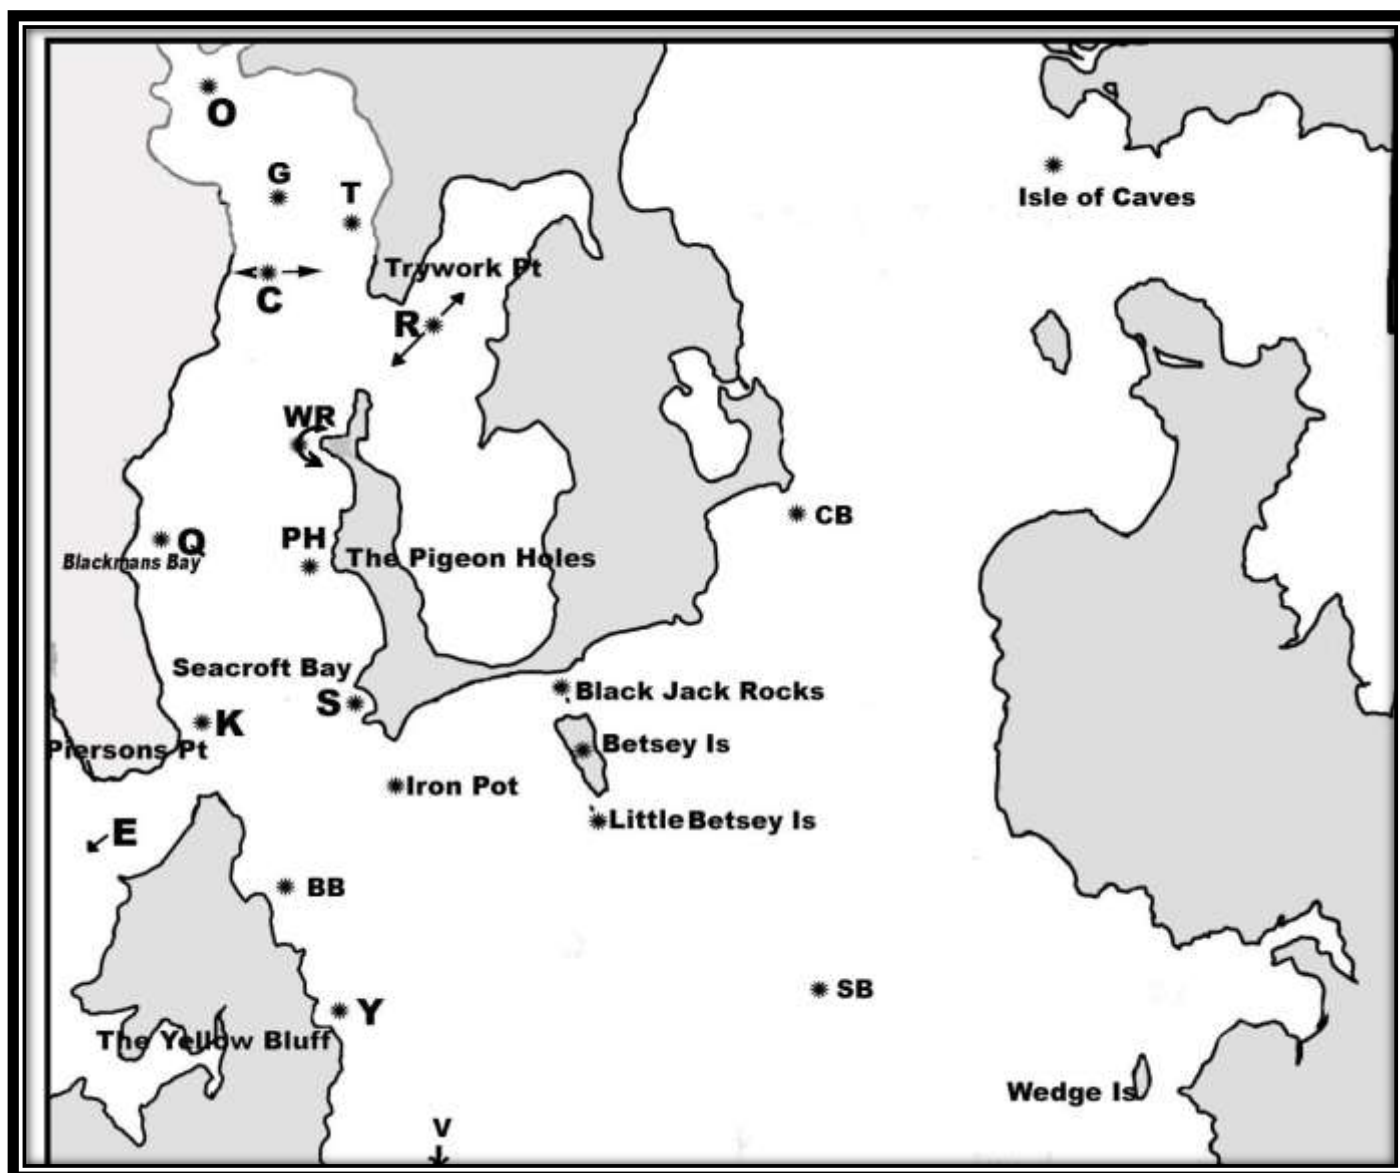 O
G
T
Isle of Caves
Trywork Pt
C
R
WR
CB
Q
PH
Blackmans Bay
The Pigeon Holes
Seacroft Bay
S
Black Jack Rocks
K
Piersons Pt
Betsey Is
Iron Pot
Little Betsey Is
E
BB
SB
Y
The Yellow Bluff
Wedge Is
V